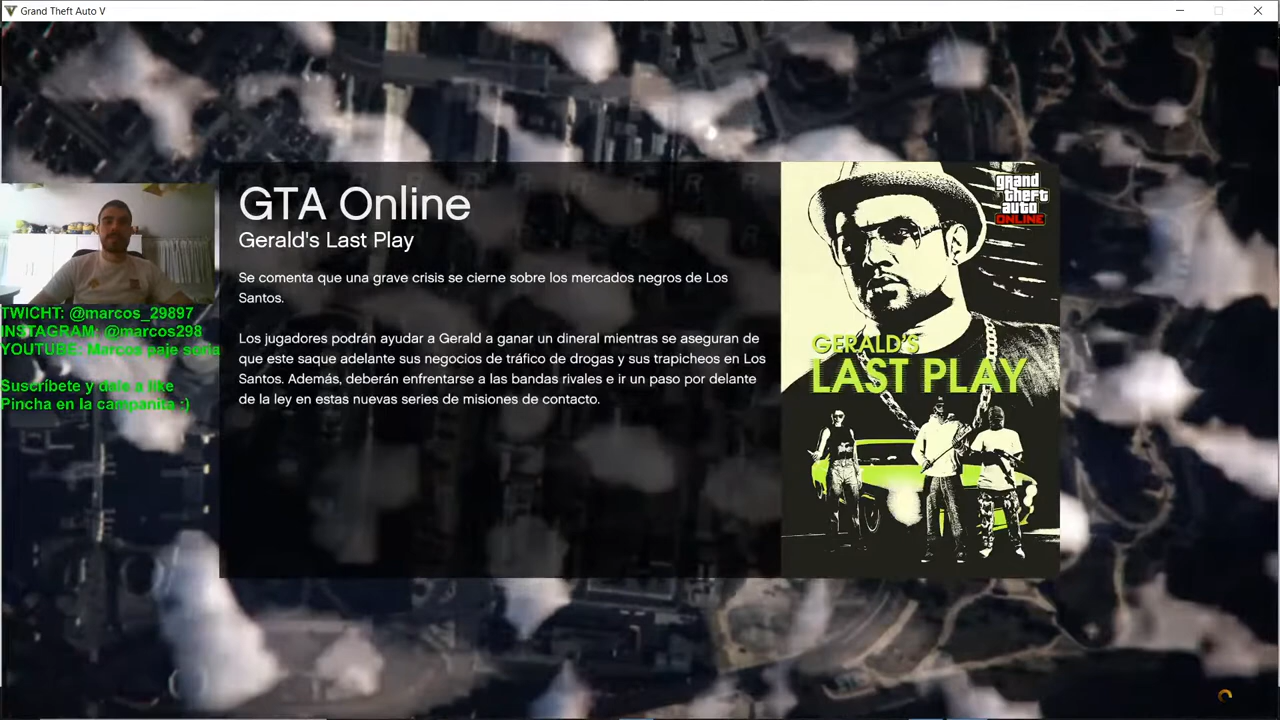 Grand Theft Auto V
GTA Online
Gerald's Last Play
Se comenta que una grave crisis se cierne sobre los mercados negros de Los
Santos.
Los jugadores podrán ayudar a Gerald a ganar un dineral mientras se aseguran de
que este saque adelante sus negocios de tráfico de drogas y sus trapicheos en Los
Santos. Además, deberán enfrentarse a las bandas rivales e ir un paso por delante
de la ley en estas nuevas series de misiones de contacto.
grand
theft
auto
ONLINE
GERALD'S
LAST PLAY
TWICHT: @marcos_29897
INSTAGRAM: @marcos298
YOUTUBE: Marcos paje soria
Suscríbete y dale a like
Pincha en la campanita :)